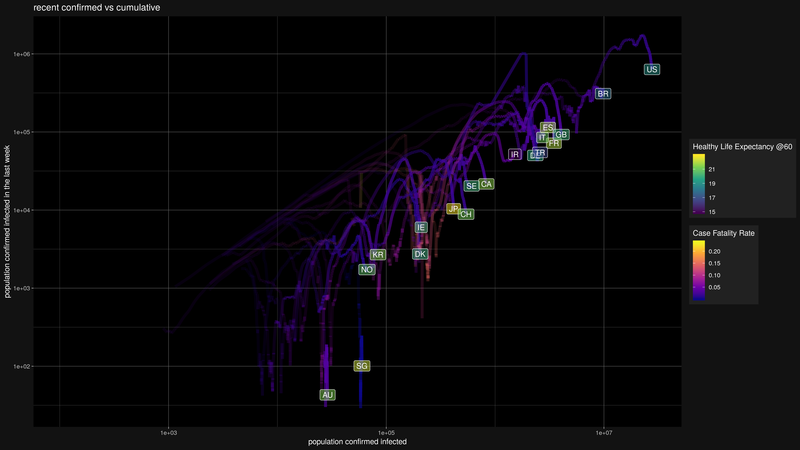 recent confirmed vs cumulative
population confirmed infected in the last week
1e+06
1e+05
1e+04
1e+03
1e+02
US
BR
ES
GB
IT
FR
IR
TR
SE
CA
JP
CH
IE
DK
KR
NO
SG
AU
1e+03
1e+05
1e+07
population confirmed infected
Healthy Life Expectancy @60
21
19
17
15
Case Fatality Rate
0.20
0.15
0.10
0.05